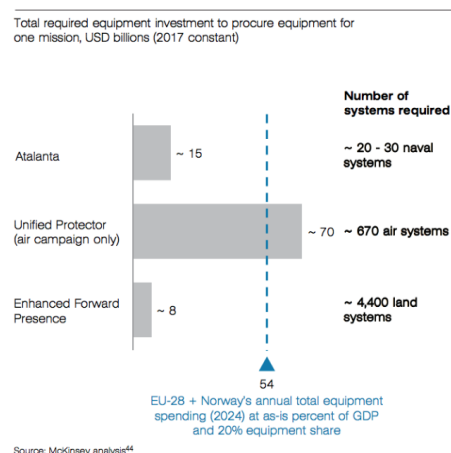 Total required equipment investment to procure equipment for
one mission, USD billions (2017 constant)
Number of
systems required
Atalanta
~ 15
~ 20 - 30 naval
systems
Unified Protector
(air campaign only)
~ 70
~ 670 air systems
Enhanced Forward
Presence
~ 8
~ 4,400 land
systems
54
EU-28 + Norway's annual total equipment
spending (2024) at as-is percent of GDP
and 20% equipment share
Source: McKinsey analysis44